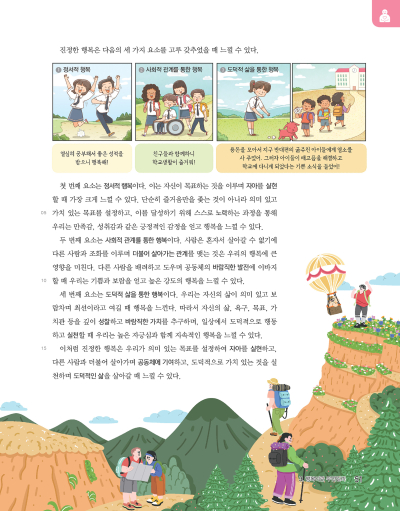 진정한 행복은 다음의 세 가지 요소를 고루 갖추었을 때 느낄 수 있다.
1 정서적 행복
2 사회적 관계를 통한 행복
3 도덕적 삶을 통한 행복
열심히 공부해서 좋은 성적을
받으니 행복해!
친구들과 함께하니
학교생활이 즐거워!
용돈을 모아서 지구 반대편의 굶주린 아이들에게 염소를
사 주었어. 그러자 아이들이 배고픔을 해결하고
학교에 다니게 되었다는 기쁜 소식을 들었어!
첫 번째 요소는 정서적 행복이다. 이는 자신이 목표하는 것을 이루며 자아를 실현
할 때 가장 크게 느낄 수 있다. 단순히 즐거움만을 좇는 것이 아니라 의미 있고
05 가치 있는 목표를 설정하고, 이를 달성하기 위해 스스로 노력하는 과정을 통해
우리는 만족감, 성취감과 같은 긍정적인 감정을 얻고 행복을 느낄 수 있다.
두 번째 요소는 사회적 관계를 통한 행복이다. 사람은 혼자서 살아갈 수 없기에
다른 사람과 조화를 이루며 더불어 살아가는 관계를 맺는 것은 우리의 행복에 큰
영향을 미친다. 다른 사람을 배려하고 도우며 공동체의 바람직한 발전에 이바지
10 할 때 우리는 기쁨과 보람을 얻고 높은 강도의 행복을 느낄 수 있다.
세 번째 요소는 도덕적 삶을 통한 행복이다. 우리는 자신의 삶이 의미 있고 보
람차며 최선이라고 여길 때 행복을 느낀다. 따라서 자신의 삶, 욕구, 목표, 가
치관 등을 깊이 성찰하고 바람직한 가치를 추구하며, 일상에서 도덕적으로 행동
하고 실천할 때 우리는 높은 자긍심과 함께 지속적인 행복을 느낄 수 있다.
15 이처럼 진정한 행복은 우리가 의미 있는 목표를 설정하여 자아를 실현하고,
다른 사람과 더불어 살아가며 공동체에 기여하고, 도덕적으로 가치 있는 것을 실
천하며 도덕적인 삶을 살아갈 때 느낄 수 있다.